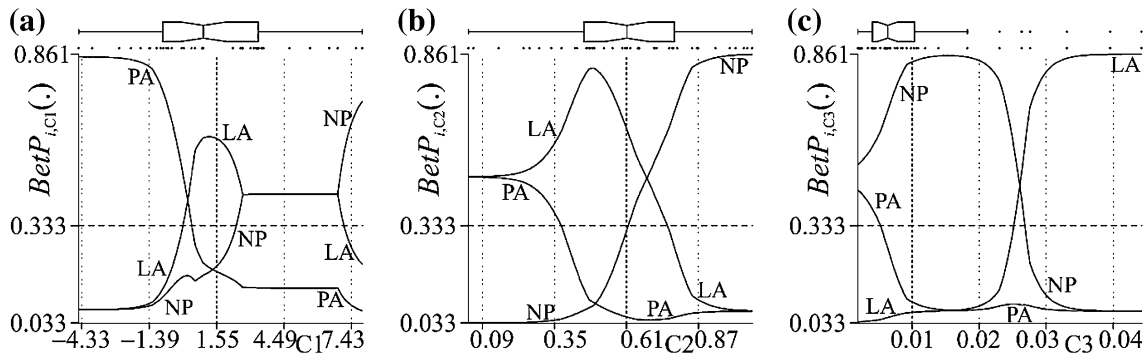 (a)
0.861
PA
LA
NP
BetP i,C1(.)
0.333
LA
NP
LA
NP
PA
0.033
−4.33 −1.39 1.55 4.49 C1 7.43
(b)
0.861
NP
LA
BetP i,C2(.)
PA
0.333
NP
PA
LA
0.033
0.09 0.35 0.61 C2 0.87
(c)
0.861
NP
LA
BetP i,C3(.)
PA
0.333
LA
PA
NP
0.033
0.01 0.02 0.03 C3 0.04